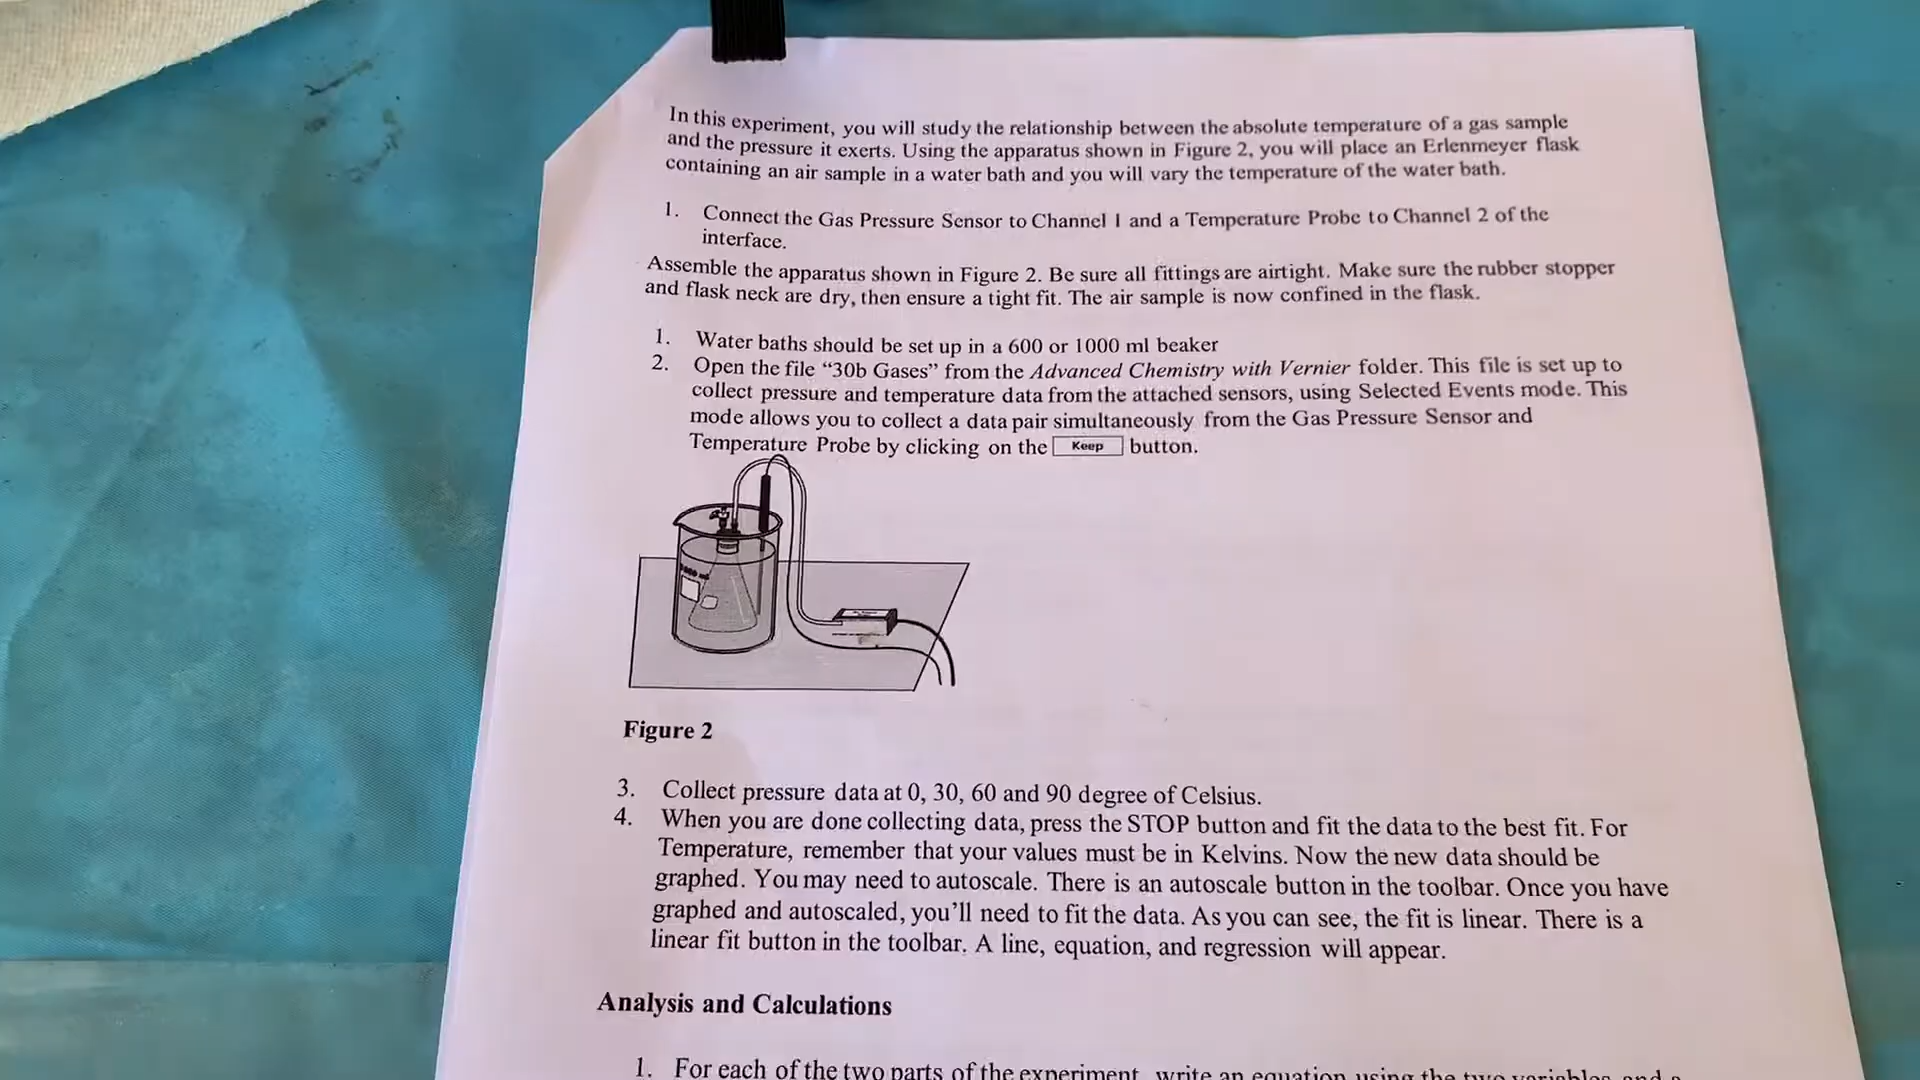 In this experiment, you will study the relationship between the absolute temperature of a gas sample
and the pressure it exerts. Using the apparatus shown in Figure 2, you will place an Erlenmeyer flask
containing an air sample in a water bath and you will vary the temperature of the water bath.
1. Connect the Gas Pressure Sensor to Channel 1 and a Temperature Probe to Channel 2 of the
interface.
Assemble the apparatus shown in Figure 2. Be sure all fittings are airtight. Make sure the rubber stopper
and flask neck are dry, then ensure a tight fit. The air sample is now confined in the flask.
1. Water baths should be set up in a 600 or 1000 ml beaker
2. Open the file “30b Gases” from the Advanced Chemistry with Vernier folder. This file is set up to
collect pressure and temperature data from the attached sensors, using Selected Events mode. This
mode allows you to collect a data pair simultaneously from the Gas Pressure Sensor and
Temperature Probe by clicking on the Keep button.
Figure 2
3. Collect pressure data at 0, 30, 60 and 90 degree of Celsius.
4. When you are done collecting data, press the STOP button and fit the data to the best fit. For
Temperature, remember that your values must be in Kelvins. Now the new data should be
graphed. You may need to autoscale. There is an autoscale button in the toolbar. Once you have
graphed and autoscaled, you’ll need to fit the data. As you can see, the fit is linear. There is a
linear fit button in the toolbar. A line, equation, and regression will appear.
Analysis and Calculations
1. For each of the two parts of the experiment, write an equation using the two variables and a